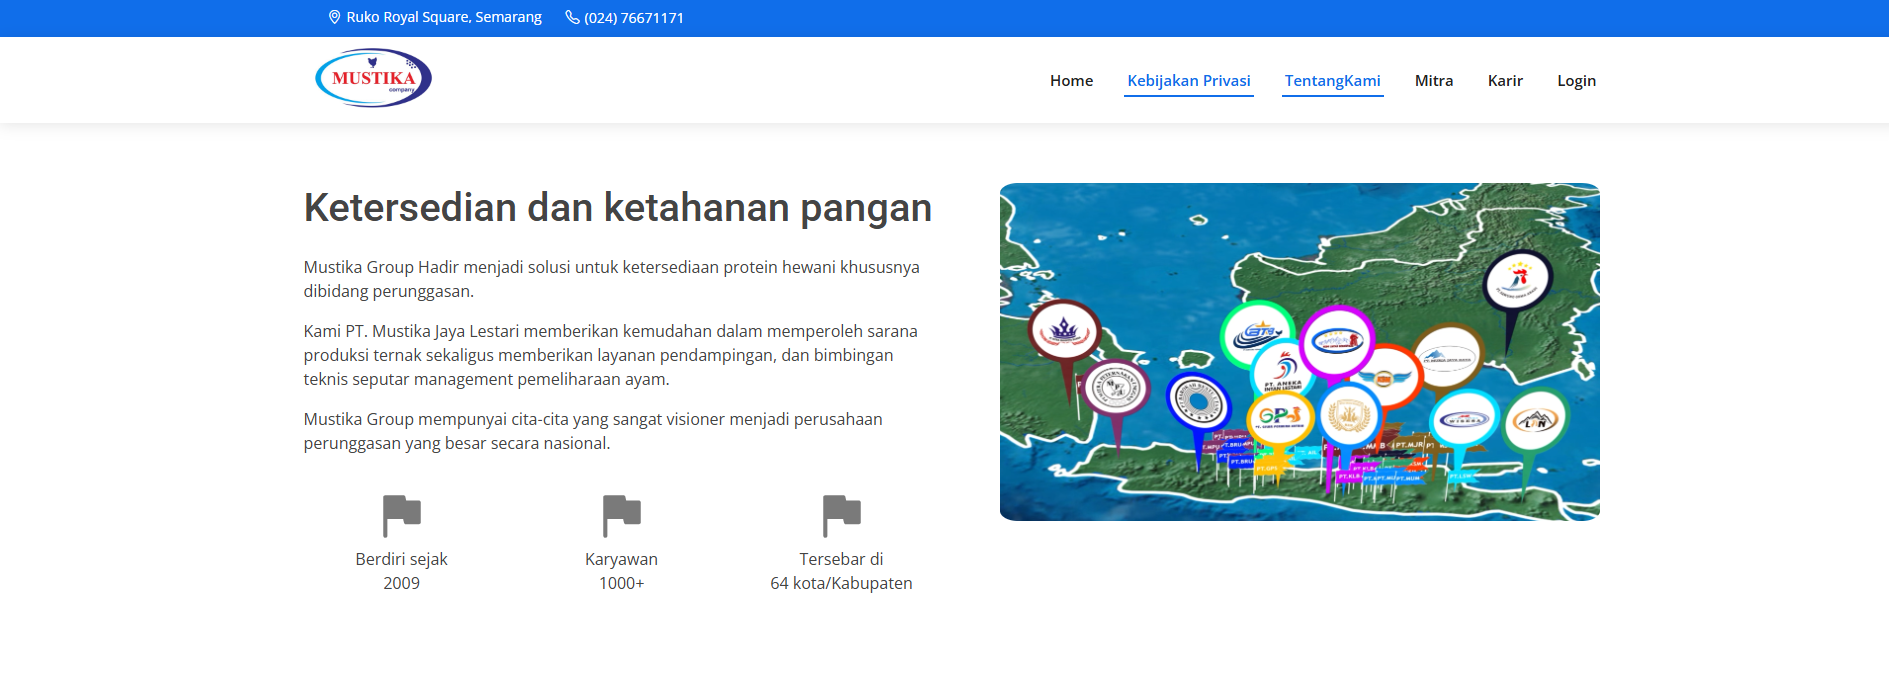 Ruko Royal Square, Semarang (024) 76671171
MUSTIKA
company
Home Kebijakan Privasi TentangKami Mitra Karir Login
Ketersedian dan ketahanan pangan
Mustika Group Hadir menjadi solusi untuk ketersediaan protein hewani khususnya
dibidang perunggasan.
Kami PT. Mustika Jaya Lestari memberikan kemudahan dalam memperoleh sarana
produksi ternak sekaligus memberikan layanan pendampingan, dan bimbingan
teknis seputar management pemeliharaan ayam.
Mustika Group mempunyai cita-cita yang sangat visioner menjadi perusahaan
perunggasan yang besar secara nasional.
Berdiri sejak
2009
Karyawan
1000+
Tersebar di
64 kota/Kabupaten
PT. ANEKA
INTAN LESTARI
LAN